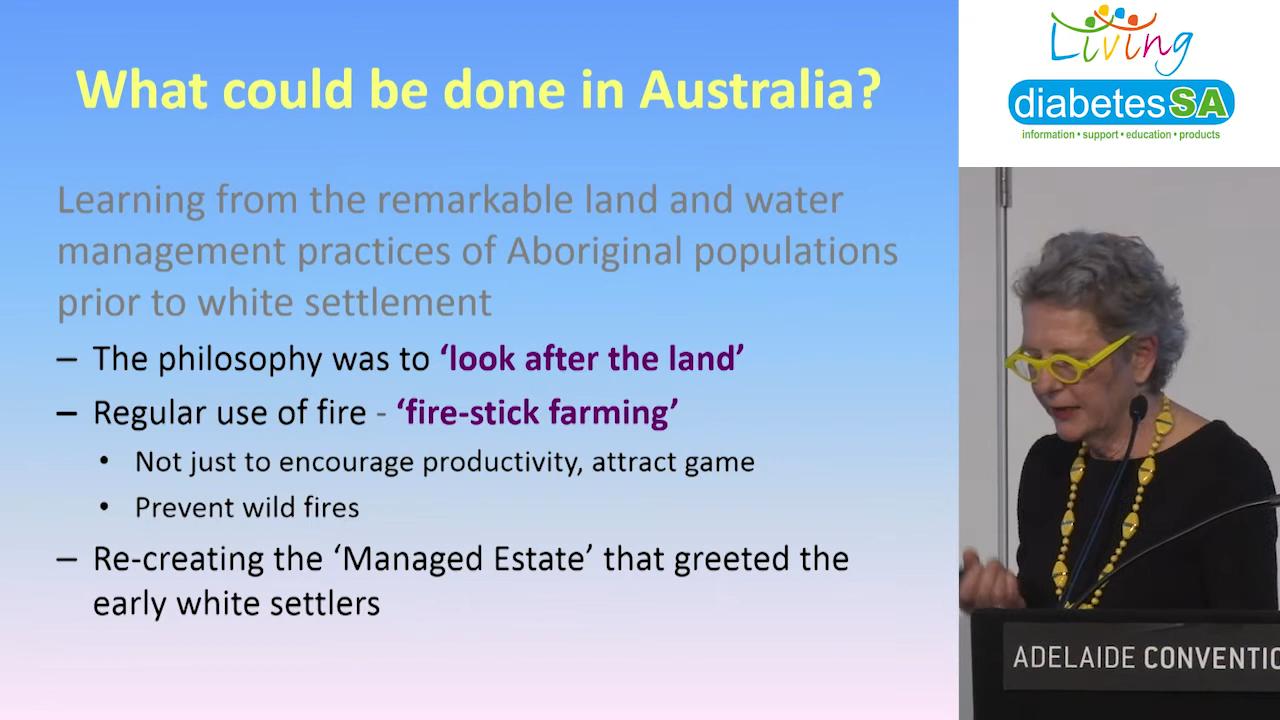 What could be done in Australia?
Learning from the remarkable land and water
management practices of Aboriginal populations
prior to white settlement
– The philosophy was to ‘look after the land’
– Regular use of fire - ‘fire-stick farming’
• Not just to encourage productivity, attract game
• Prevent wild fires
– Re-creating the ‘Managed Estate’ that greeted the
early white settlers
Living
diabetesSA
information • support • education • products
ADELAIDE CONVENTIO